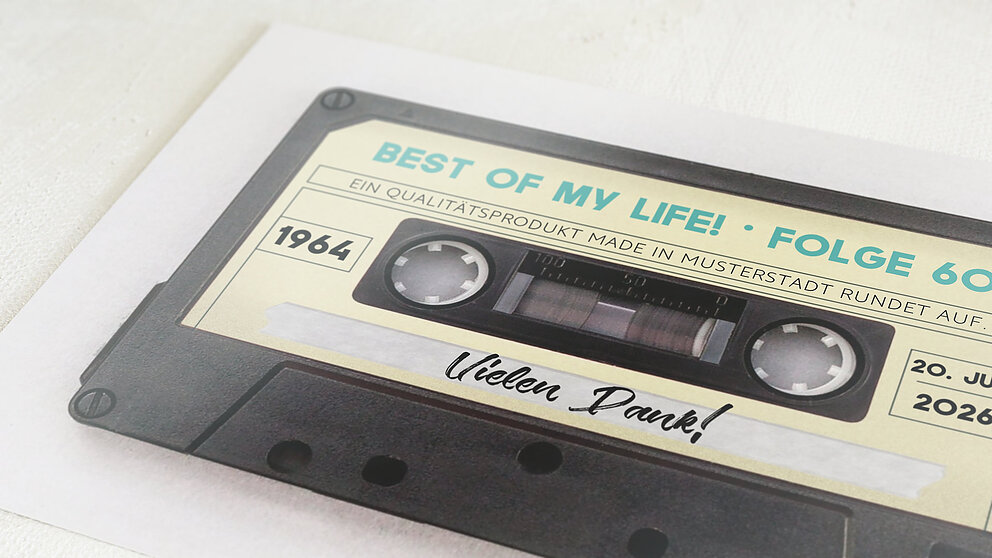 BEST OF MY LIFE! · FOLGE 60
EIN QUALITÄTSPRODUKT MADE IN MUSTERSTADT RUNDET AUF.
1964
100 50 0
Vielen Dank!
20. JU
2026